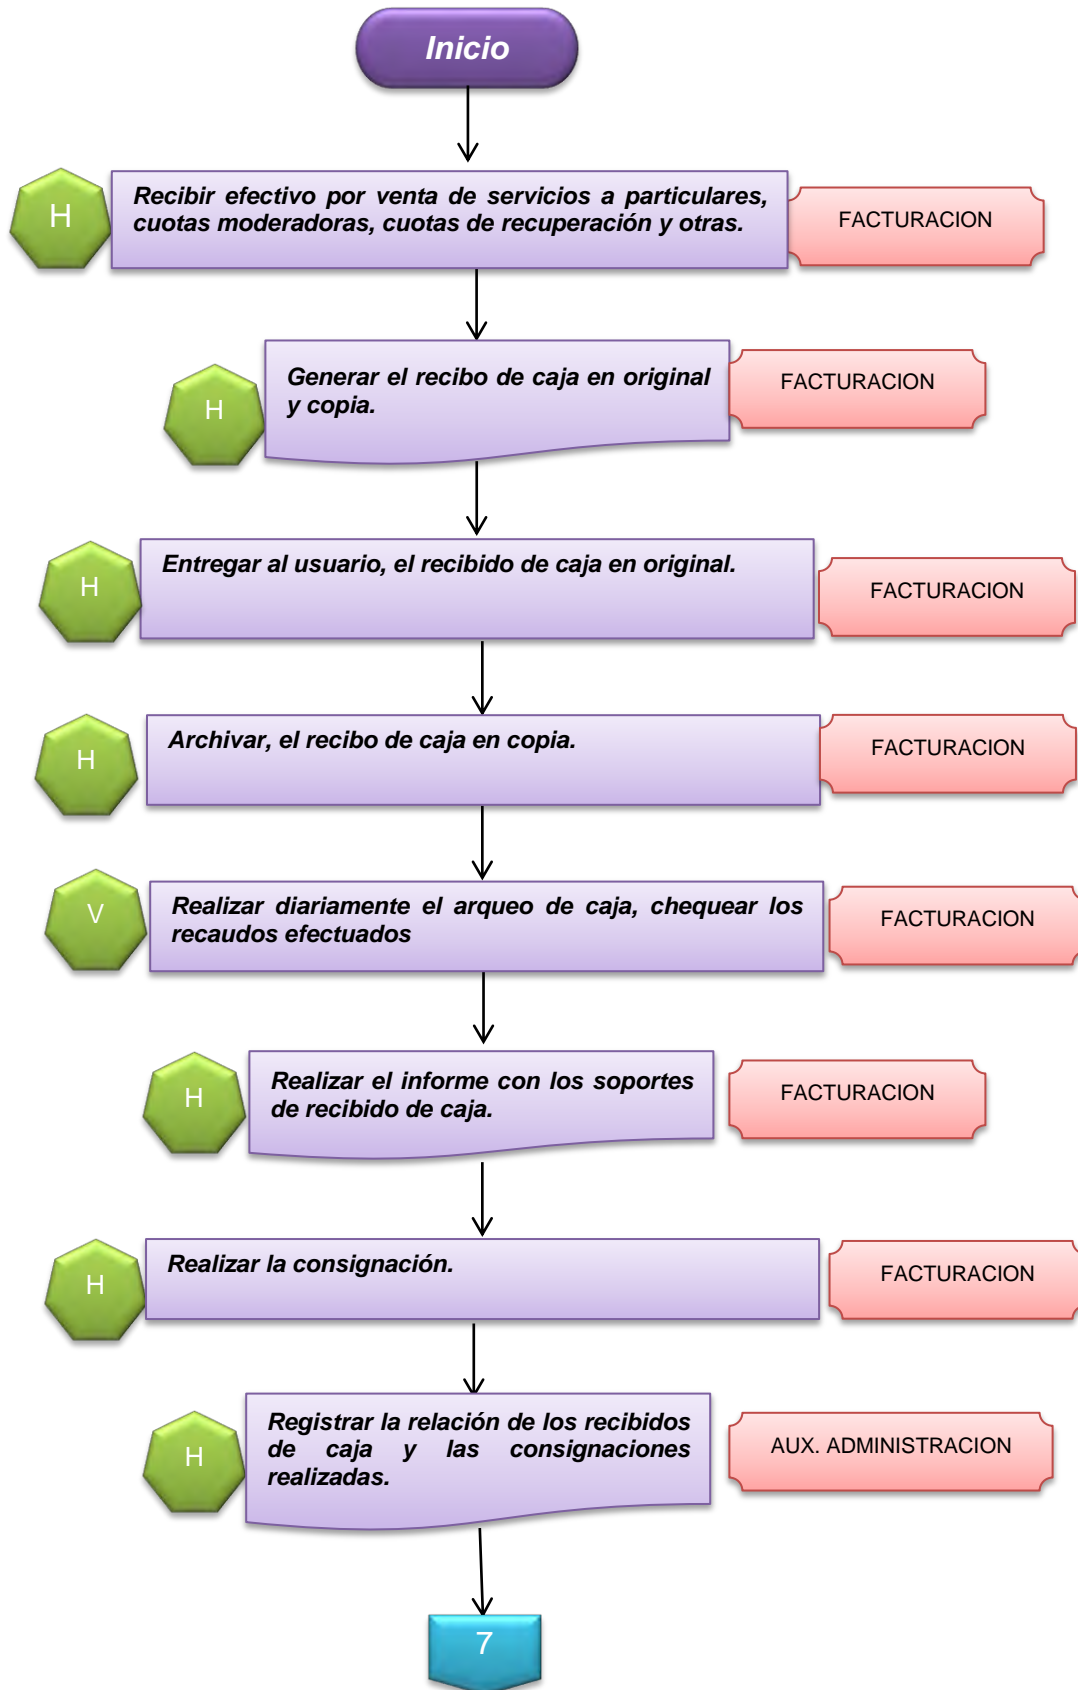 Inicio
H
Recibir efectivo por venta de servicios a particulares,
cuotas moderadoras, cuotas de recuperación y otras.
FACTURACION
H
Generar el recibo de caja en original
y copia.
FACTURACION
H
Entregar al usuario, el recibido de caja en original.
FACTURACION
H
Archivar, el recibo de caja en copia.
FACTURACION
V
Realizar diariamente el arqueo de caja, chequear los
recaudos efectuados
FACTURACION
H
Realizar el informe con los soportes
de recibido de caja.
FACTURACION
H
Realizar la consignación.
FACTURACION
H
Registrar la relación de los recibidos
de caja y las consignaciones
realizadas.
AUX. ADMINISTRACION
7